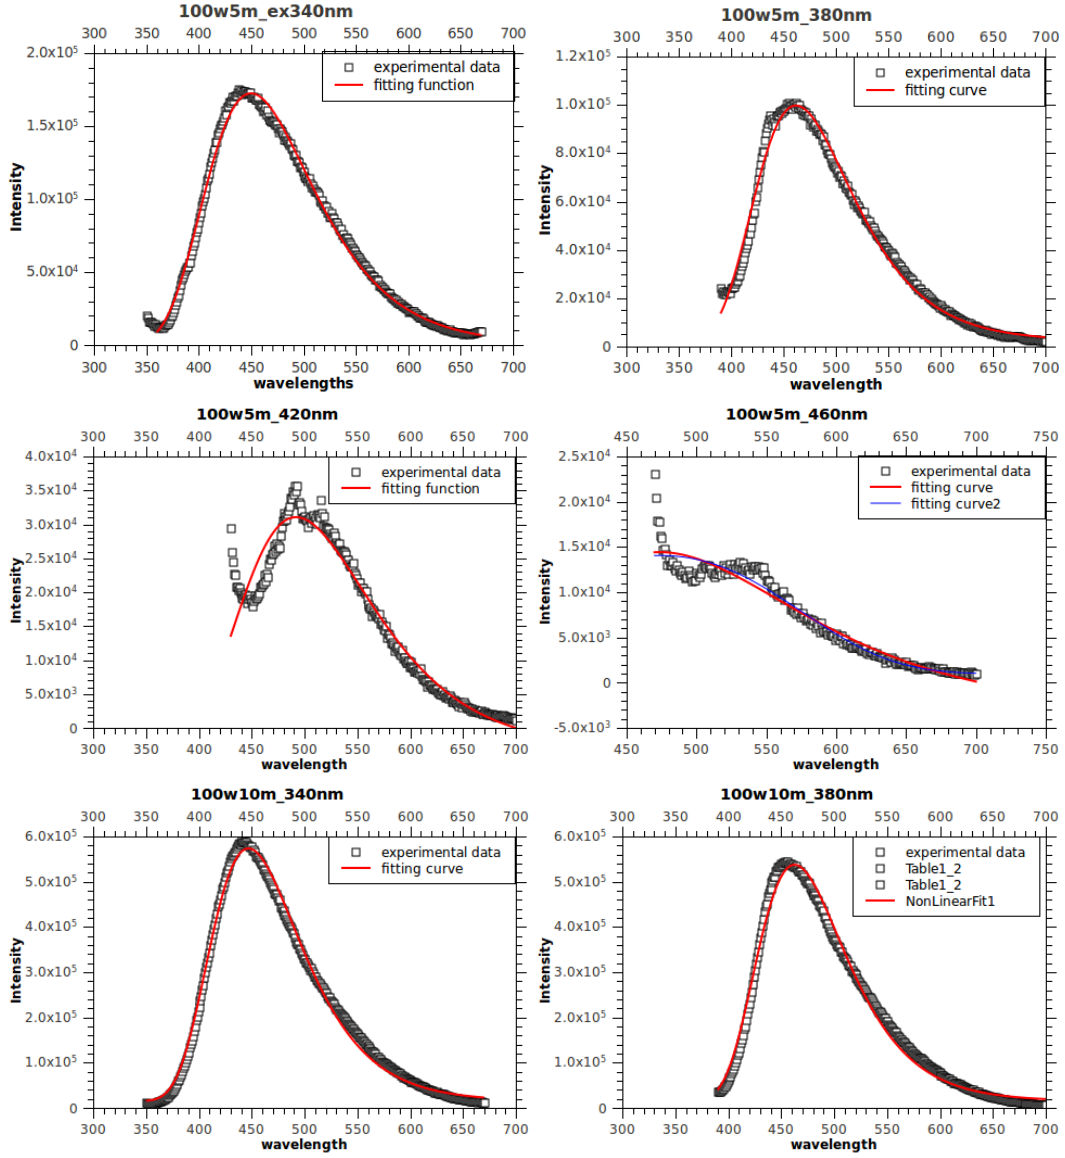 100w5m_ex340nm
300 350 400 450 500 550 600 650 700
2.0x10⁵
1.5x10⁵
1.0x10⁵
5.0x10⁴
0
Intensity
experimental data
fitting function
300 350 400 450 500 550 600 650 700
wavelengths
100w5m_380nm
300 350 400 450 500 550 600 650 700
1.2x10⁵
1.0x10⁵
8.0x10⁴
6.0x10⁴
4.0x10⁴
2.0x10⁴
0
Intensity
experimental data
fitting curve
300 350 400 450 500 550 600 650 700
wavelength
100w5m_420nm
300 350 400 450 500 550 600 650 700
4.0x10⁴
3.5x10⁴
3.0x10⁴
2.5x10⁴
2.0x10⁴
1.5x10⁴
1.0x10⁴
5.0x10³
0
Intensity
experimental data
fitting function
300 350 400 450 500 550 600 650 700
wavelength
100w5m_460nm
450 500 550 600 650 700 750
2.5x10⁴
2.0x10⁴
1.5x10⁴
1.0x10⁴
5.0x10³
0
-5.0x10³
Intensity
experimental data
fitting curve
fitting curve2
450 500 550 600 650 700 750
wavelength
100w10m_340nm
300 350 400 450 500 550 600 650 700
6.0x10⁵
5.0x10⁵
4.0x10⁵
3.0x10⁵
2.0x10⁵
1.0x10⁵
0
Intensity
experimental data
fitting curve
300 350 400 450 500 550 600 650 700
wavelength
100w10m_380nm
300 350 400 450 500 550 600 650 700
6.0x10⁵
5.0x10⁵
4.0x10⁵
3.0x10⁵
2.0x10⁵
1.0x10⁵
0
Intensity
experimental data
Table1_2
Table1_2
NonLinearFit1
300 350 400 450 500 550 600 650 700
wavelength